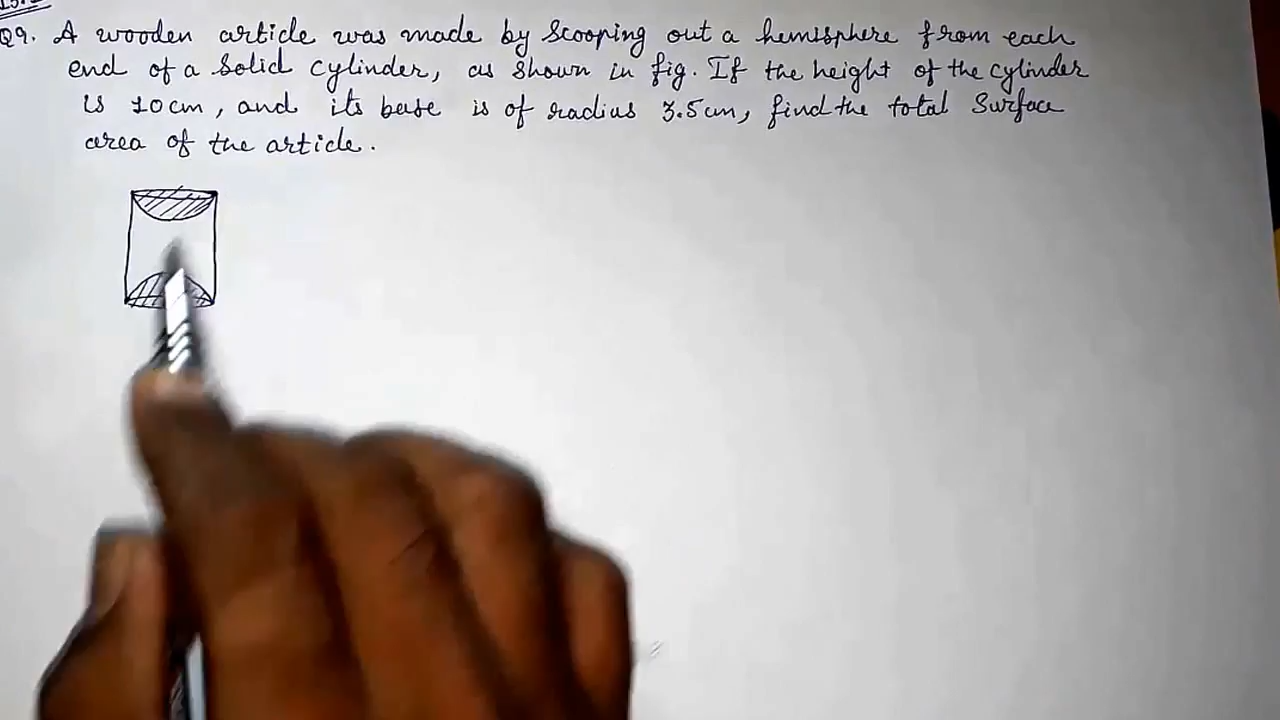 Q9. A wooden article was made by scooping out a hemisphere from each
end of a solid cylinder, as shown in fig. If the height of the cylinder
is 10cm, and its base is of radius 3.5cm, find the total surface
area of the article.